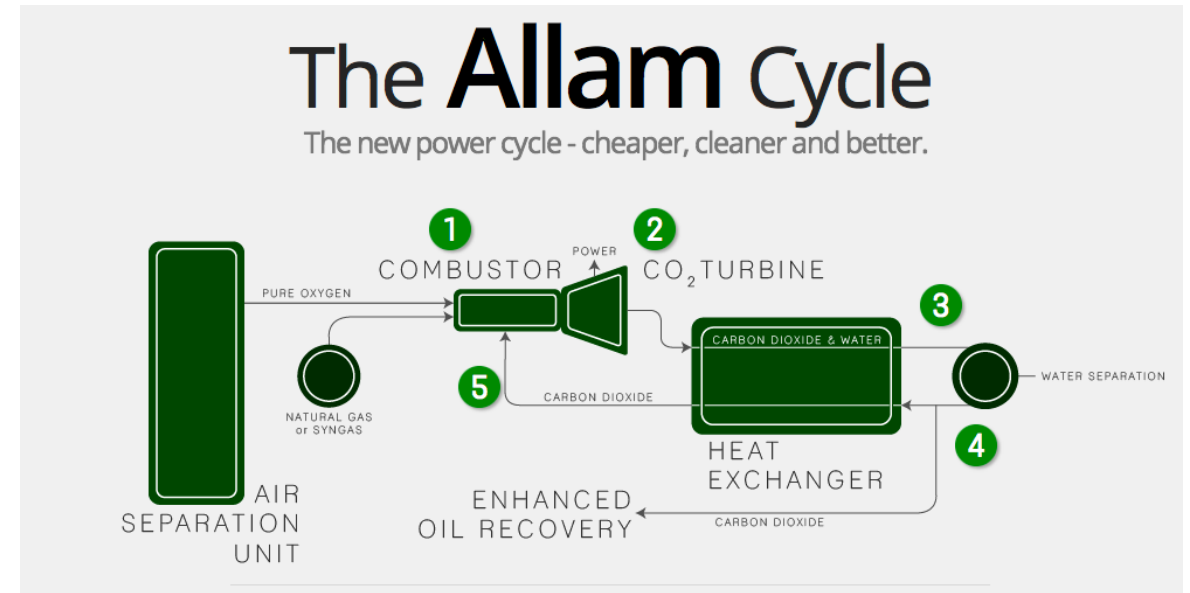 The Allam Cycle
The new power cycle - cheaper, cleaner and better.
1
2
POWER
COMBUSTOR
CO2TURBINE
PURE OXYGEN
3
CARBON DIOXIDE & WATER
WATER SEPARATION
5
CARBON DIOXIDE
NATURAL GAS
or SYNGAS
4
HEAT
EXCHANGER
AIR
SEPARATION
UNIT
ENHANCED
OIL RECOVERY
CARBON DIOXIDE